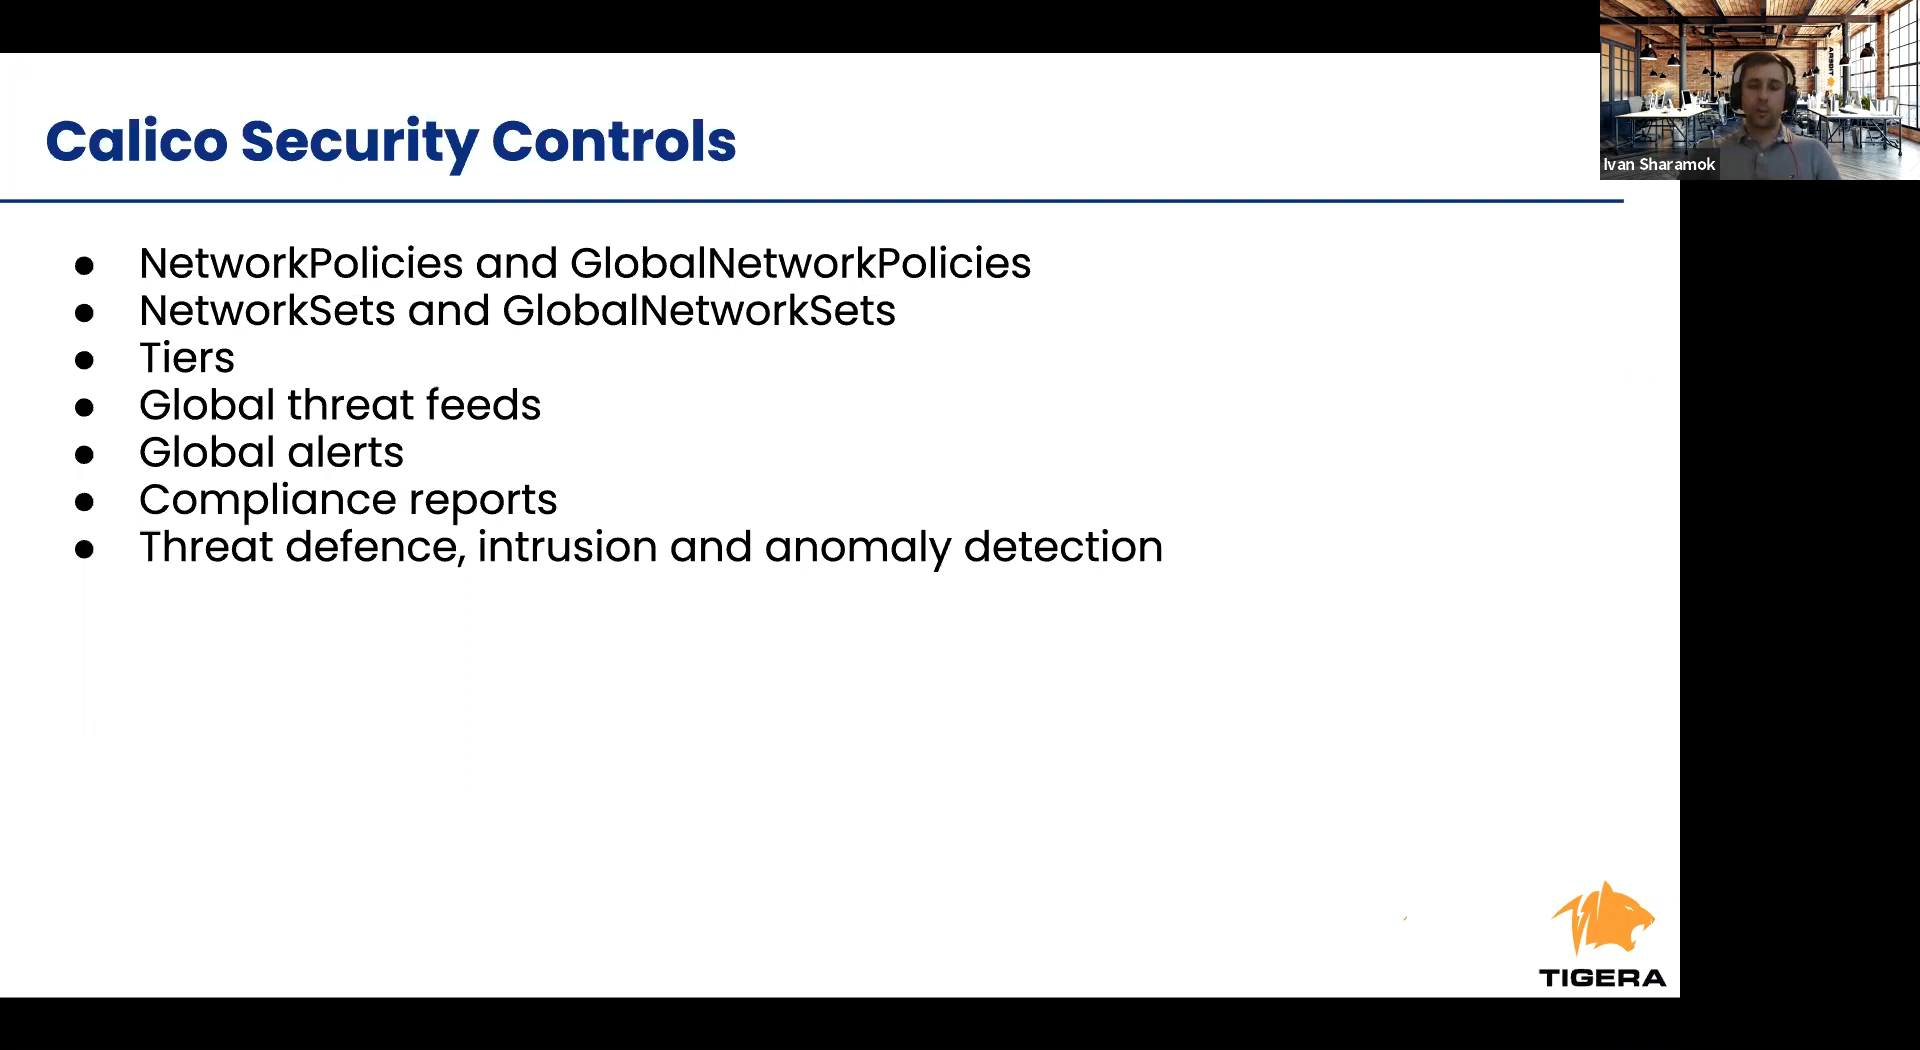 Calico Security Controls
Ivan Sharamok
● NetworkPolicies and GlobalNetworkPolicies
● NetworkSets and GlobalNetworkSets
● Tiers
● Global threat feeds
● Global alerts
● Compliance reports
● Threat defence, intrusion and anomaly detection
TIGERA